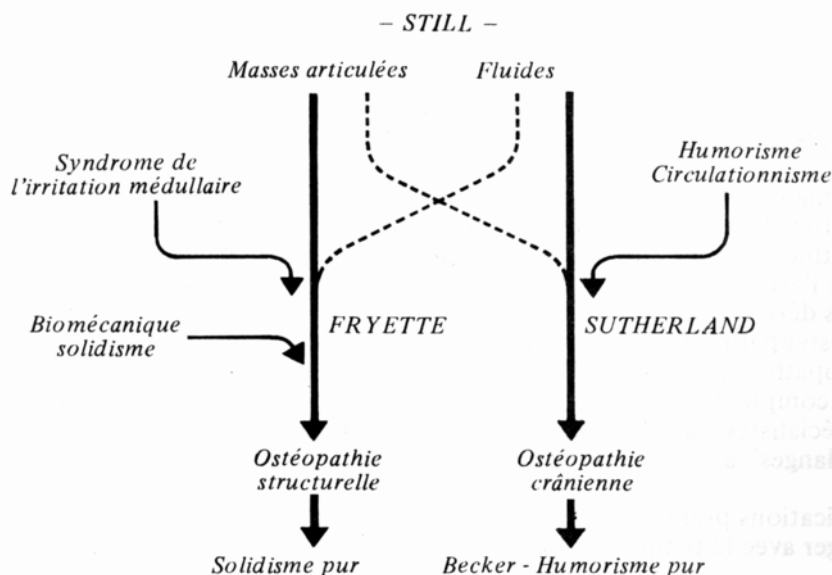 – STILL –
Masses articulées
Fluides
Syndrome de
l'irritation médullaire
Humorisme
Circulationnisme
Biomécanique
solidisme
FRYETTE
SUTHERLAND
Ostéopathie
structurelle
Ostéopathie
crânienne
Solidisme pur
Becker - Humorisme pur